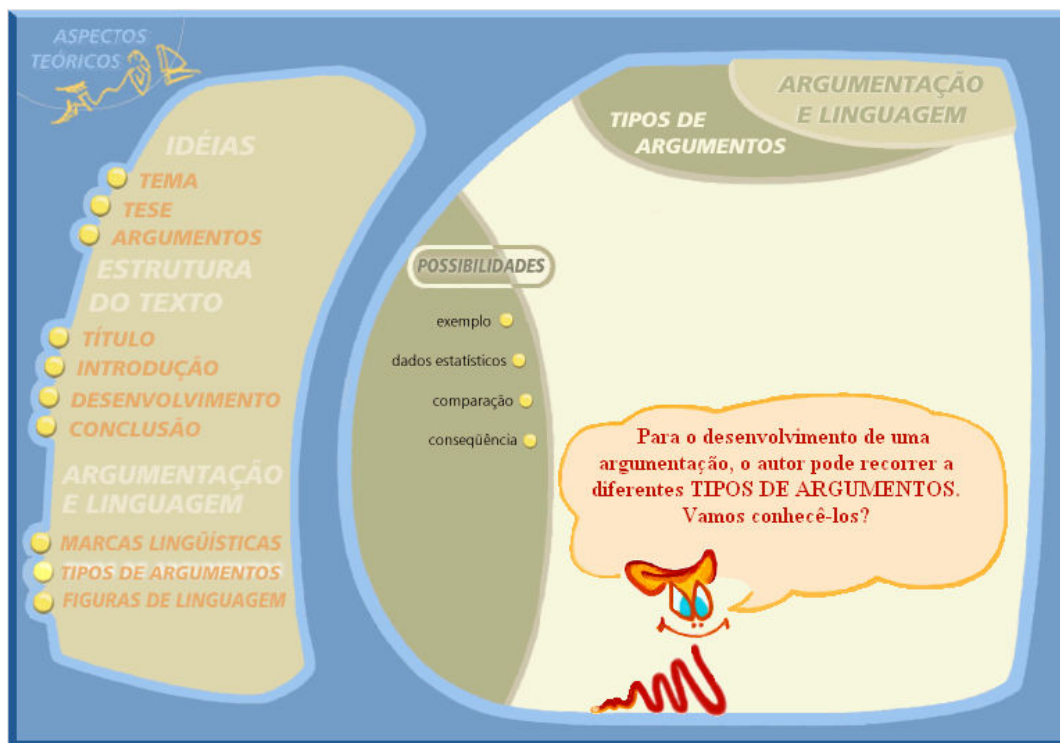 ASPECTOS
TEÓRICOS
IDÉIAS
TEMA
TESE
ARGUMENTOS
ESTRUTURA
DO TEXTO
TÍTULO
INTRODUÇÃO
DESENVOLVIMENTO
CONCLUSÃO
ARGUMENTAÇÃO
E LINGUAGEM
MARCAS LINGÜÍSTICAS
TIPOS DE ARGUMENTOS
FIGURAS DE LINGUAGEM
ARGUMENTAÇÃO
E LINGUAGEM
TIPOS DE
ARGUMENTOS
POSSIBILIDADES
exemplo
dados estatísticos
comparação
conseqüência
Para o desenvolvimento de uma
argumentação, o autor pode recorrer a
diferentes TIPOS DE ARGUMENTOS.
Vamos conhecê-los?